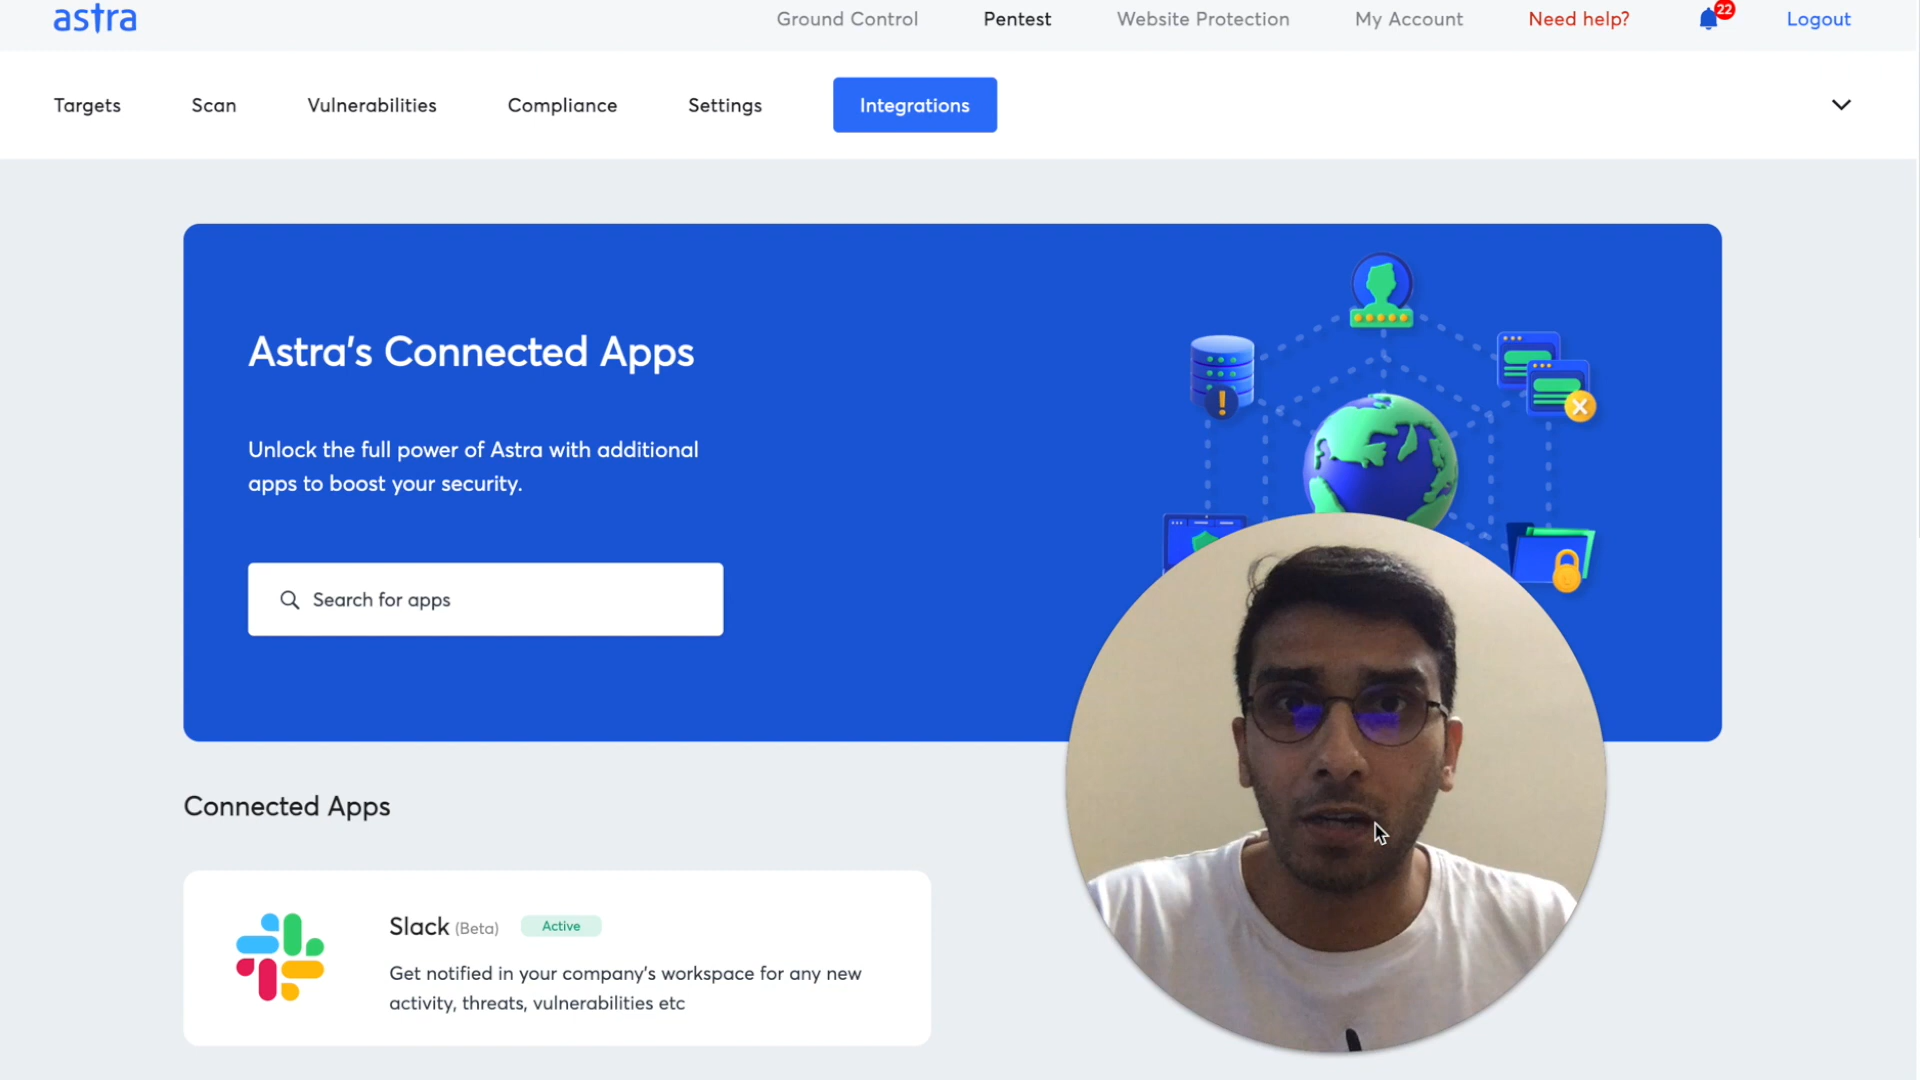 astra
Ground Control
Pentest
Website Protection
My Account
Need help?
22
Logout
Targets
Scan
Vulnerabilities
Compliance
Settings
Integrations
Astra's Connected Apps
Unlock the full power of Astra with additional
apps to boost your security.
Search for apps
Connected Apps
Slack (Beta)
Active
Get notified in your company's workspace for any new
activity, threats, vulnerabilities etc